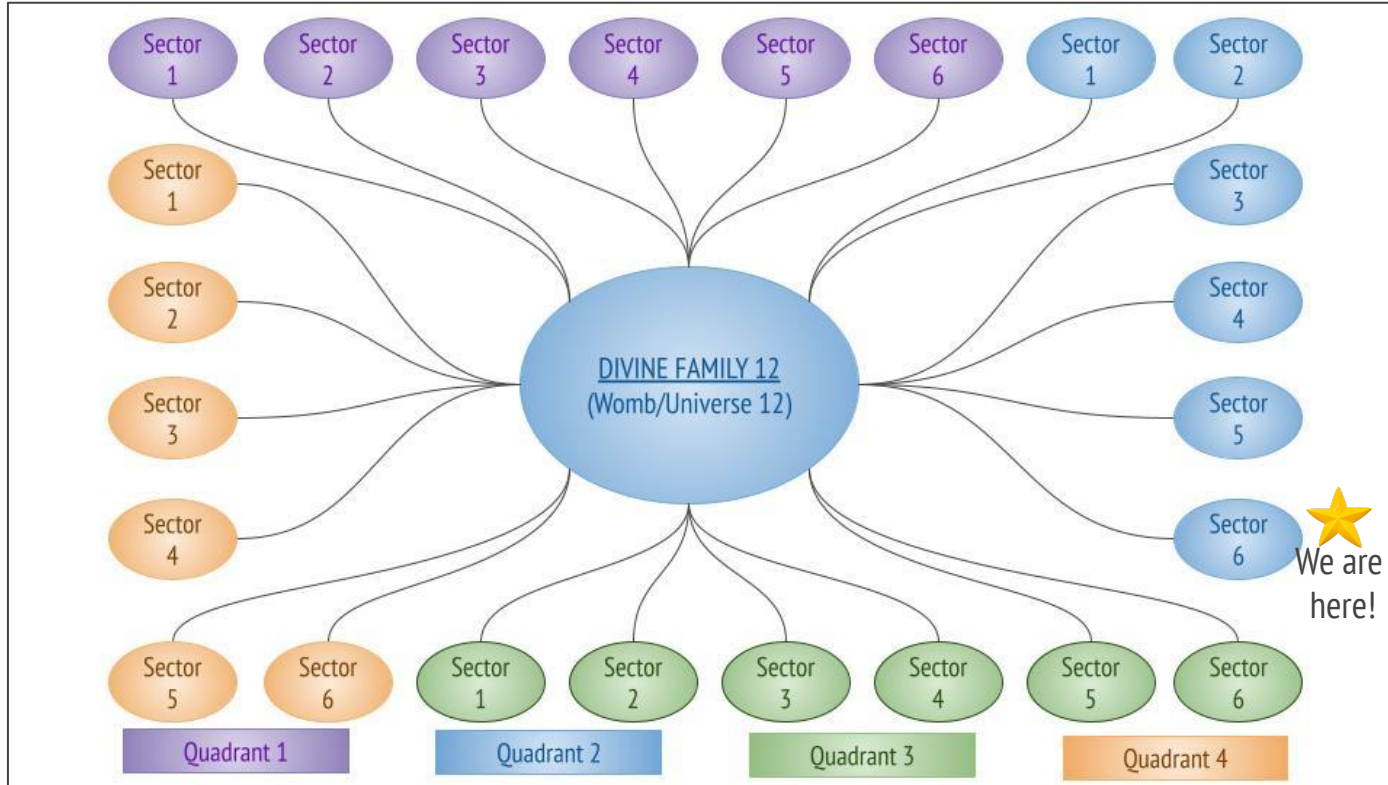 Sector
1
Sector
2
Sector
3
Sector
4
Sector
5
Sector
6
Sector
1
Sector
2
Sector
1
Sector
3
Sector
2
Sector
4
DIVINE FAMILY 12
(Womb/Universe 12)
Sector
3
Sector
5
Sector
4
Sector
6
We are
here!
Sector
5
Sector
6
Sector
1
Sector
2
Sector
3
Sector
4
Sector
5
Sector
6
Quadrant 1
Quadrant 2
Quadrant 3
Quadrant 4